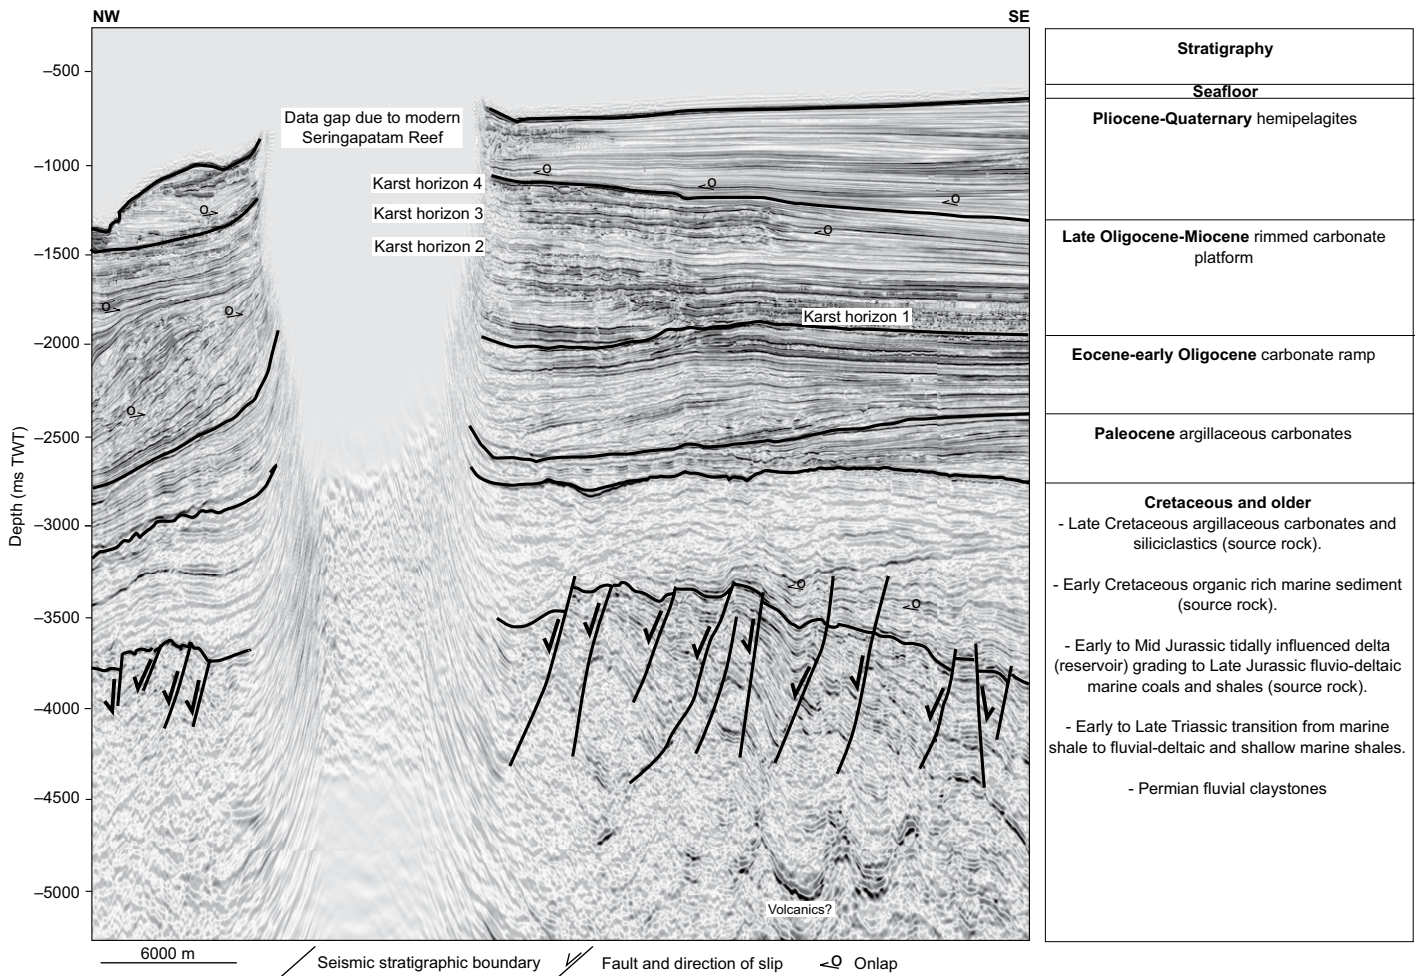 NW
SE
–500
–1000
–1500
–2000
–2500
–3000
–3500
–4000
–4500
–5000
Depth (ms TWT)
Data gap due to modern
Seringapatam Reef
Karst horizon 4
Karst horizon 3
Karst horizon 2
Karst horizon 1
Volcanics?
Stratigraphy
Seafloor
Pliocene-Quaternary hemipelagites
Late Oligocene-Miocene rimmed carbonate
platform
Eocene-early Oligocene carbonate ramp
Paleocene argillaceous carbonates
Cretaceous and older
- Late Cretaceous argillaceous carbonates and
siliciclastics (source rock).
- Early Cretaceous organic rich marine sediment
(source rock).
- Early to Mid Jurassic tidally influenced delta
(reservoir) grading to Late Jurassic fluvio-deltaic
marine coals and shales (source rock).
- Early to Late Triassic transition from marine
shale to fluvial-deltaic and shallow marine shales.
- Permian fluvial claystones
6000 m
Seismic stratigraphic boundary
Fault and direction of slip
Onlap